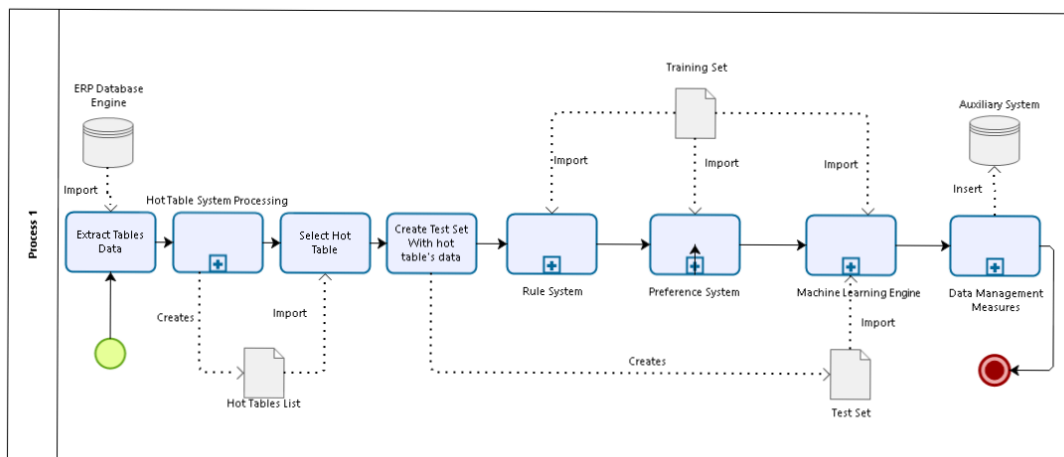 Process 1
ERP Database
Engine
Import
Extract Tables
Data
Hot Table System Processing
Creates
Hot Tables List
Import
Select Hot
Table
Create Test Set
With hot
table's data
Creates
Test Set
Import
Training Set
Import
Import
Import
Rule System
Preference System
Machine Learning Engine
Auxiliary System
Insert
Data Management
Measures